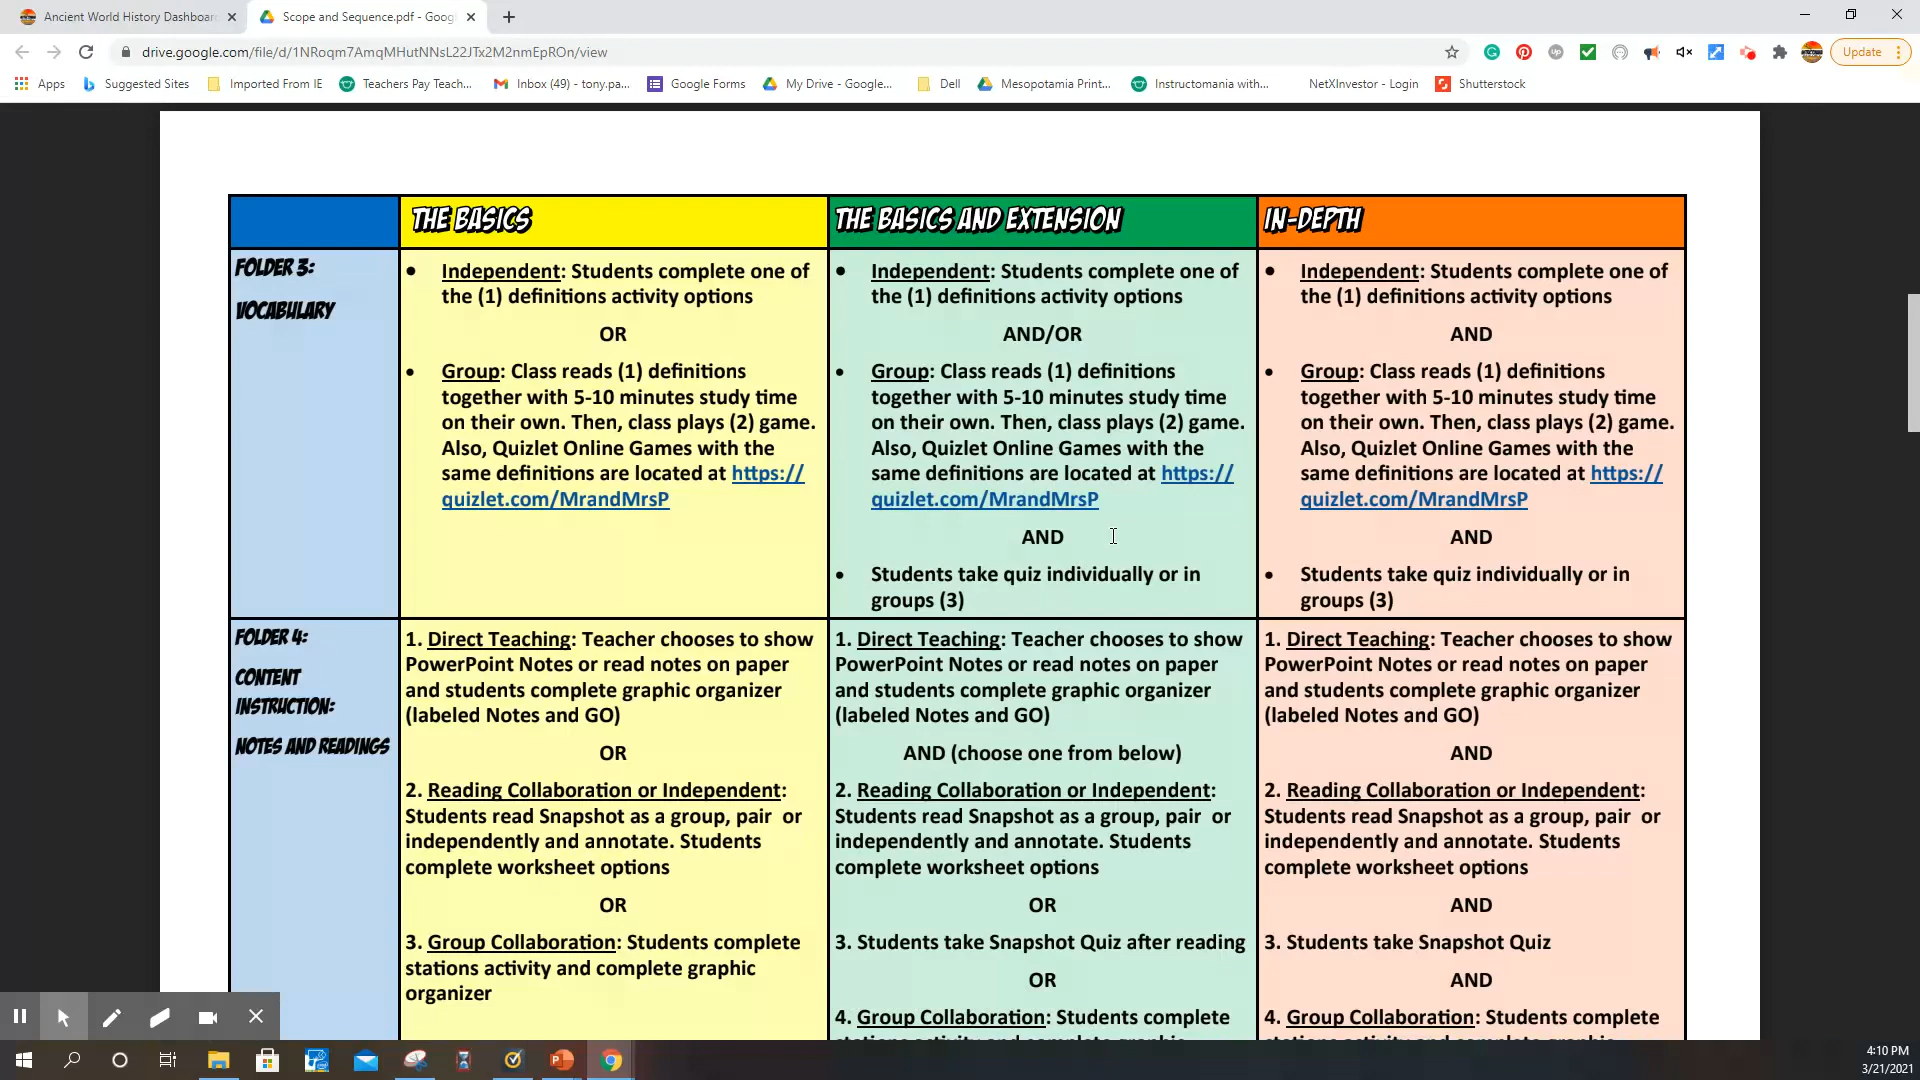 Ancient World History Dashboar
Scope and Sequence.pdf - Goog
drive.google.com/file/d/1NRoqm7AmqMHutNNsL22JTx2M2nmEpROn/view
Update
Apps
Suggested Sites
Imported From IE
Teachers Pay Teach...
Inbox (49) - tony.pa...
Google Forms
My Drive - Google...
Dell
Mesopotamia Print...
Instructomania with...
NetXInvestor - Login
Shutterstock
THE BASICS
THE BASICS AND EXTENSION
IN-DEPTH
FOLDER 3:
VOCABULARY
• Independent: Students complete one of
the (1) definitions activity options
OR
• Group: Class reads (1) definitions
together with 5-10 minutes study time
on their own. Then, class plays (2) game.
Also, Quizlet Online Games with the
same definitions are located at https://
quizlet.com/MrandMrsP
• Independent: Students complete one of
the (1) definitions activity options
AND/OR
• Group: Class reads (1) definitions
together with 5-10 minutes study time
on their own. Then, class plays (2) game.
Also, Quizlet Online Games with the
same definitions are located at https://
quizlet.com/MrandMrsP
AND
• Students take quiz individually or in
groups (3)
• Independent: Students complete one of
the (1) definitions activity options
AND
• Group: Class reads (1) definitions
together with 5-10 minutes study time
on their own. Then, class plays (2) game.
Also, Quizlet Online Games with the
same definitions are located at https://
quizlet.com/MrandMrsP
AND
• Students take quiz individually or in
groups (3)
FOLDER 4:
CONTENT
INSTRUCTION:
NOTES AND READINGS
1. Direct Teaching: Teacher chooses to show
PowerPoint Notes or read notes on paper
and students complete graphic organizer
(labeled Notes and GO)
OR
2. Reading Collaboration or Independent:
Students read Snapshot as a group, pair or
independently and annotate. Students
complete worksheet options
OR
3. Group Collaboration: Students complete
stations activity and complete graphic
organizer
1. Direct Teaching: Teacher chooses to show
PowerPoint Notes or read notes on paper
and students complete graphic organizer
(labeled Notes and GO)
AND (choose one from below)
2. Reading Collaboration or Independent:
Students read Snapshot as a group, pair or
independently and annotate. Students
complete worksheet options
OR
3. Students take Snapshot Quiz after reading
OR
4. Group Collaboration: Students complete
stations activity and complete graphic
1. Direct Teaching: Teacher chooses to show
PowerPoint Notes or read notes on paper
and students complete graphic organizer
(labeled Notes and GO)
AND
2. Reading Collaboration or Independent:
Students read Snapshot as a group, pair or
independently and annotate. Students
complete worksheet options
AND
3. Students take Snapshot Quiz
AND
4. Group Collaboration: Students complete
stations activity and complete graphic
4:10 PM
3/21/2021